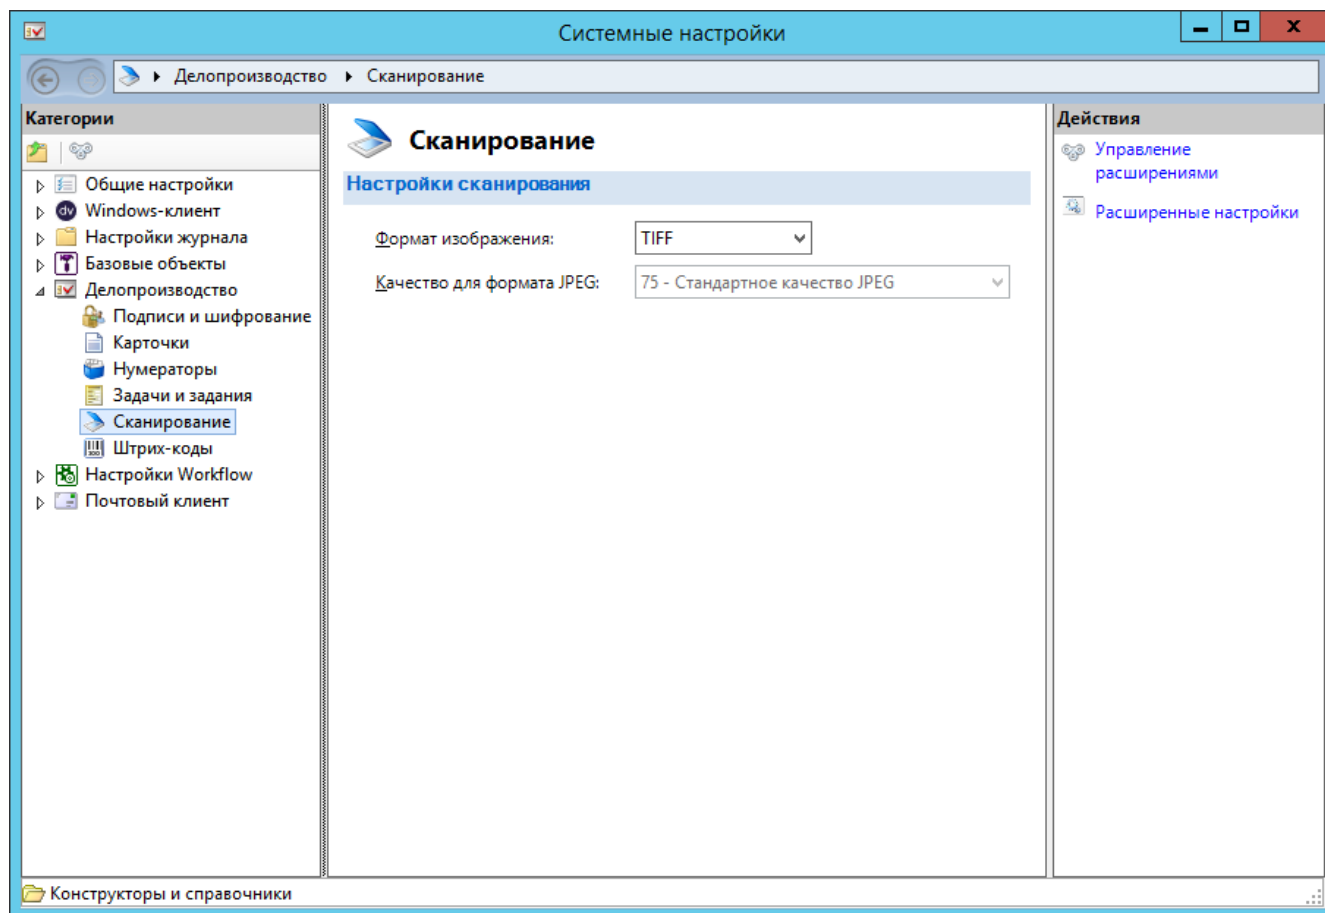 Системные настройки
Делопроизводство Сканирование
Категории
Общие настройки
dv Windows-клиент
Настройки журнала
Базовые объекты
Делопроизводство
Подписи и шифрование
Карточки
Нумераторы
Задачи и задания
Сканирование
Штрих-коды
Настройки Workflow
Почтовый клиент
Сканирование
Настройки сканирования
Формат изображения: TIFF
Качество для формата JPEG: 75 - Стандартное качество JPEG
Действия
Управление
расширениями
Расширенные настройки
Конструкторы и справочники